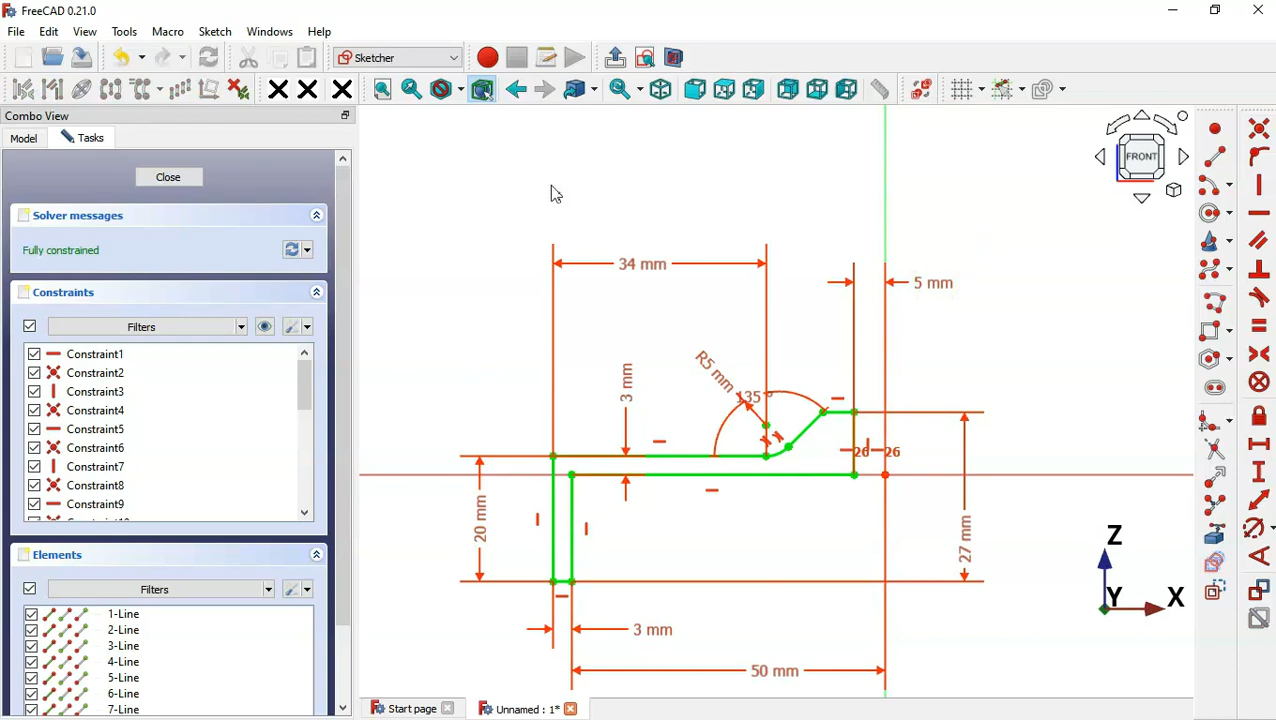 FreeCAD 0.21.0
File Edit View Tools Macro Sketch Windows Help
Sketcher
Combo View
Model Tasks
Close
Solver messages
Fully constrained
Constraints
Filters
Constraint1
Constraint2
Constraint3
Constraint4
Constraint5
Constraint6
Constraint7
Constraint8
Constraint9
Elements
Filters
1-Line
2-Line
3-Line
4-Line
5-Line
6-Line
7-Line
FRONT
34 mm
5 mm
R5 mm
3 mm
135°
26 26
20 mm
27 mm
3 mm
50 mm
Z
Y X
Start page Unnamed : 1*